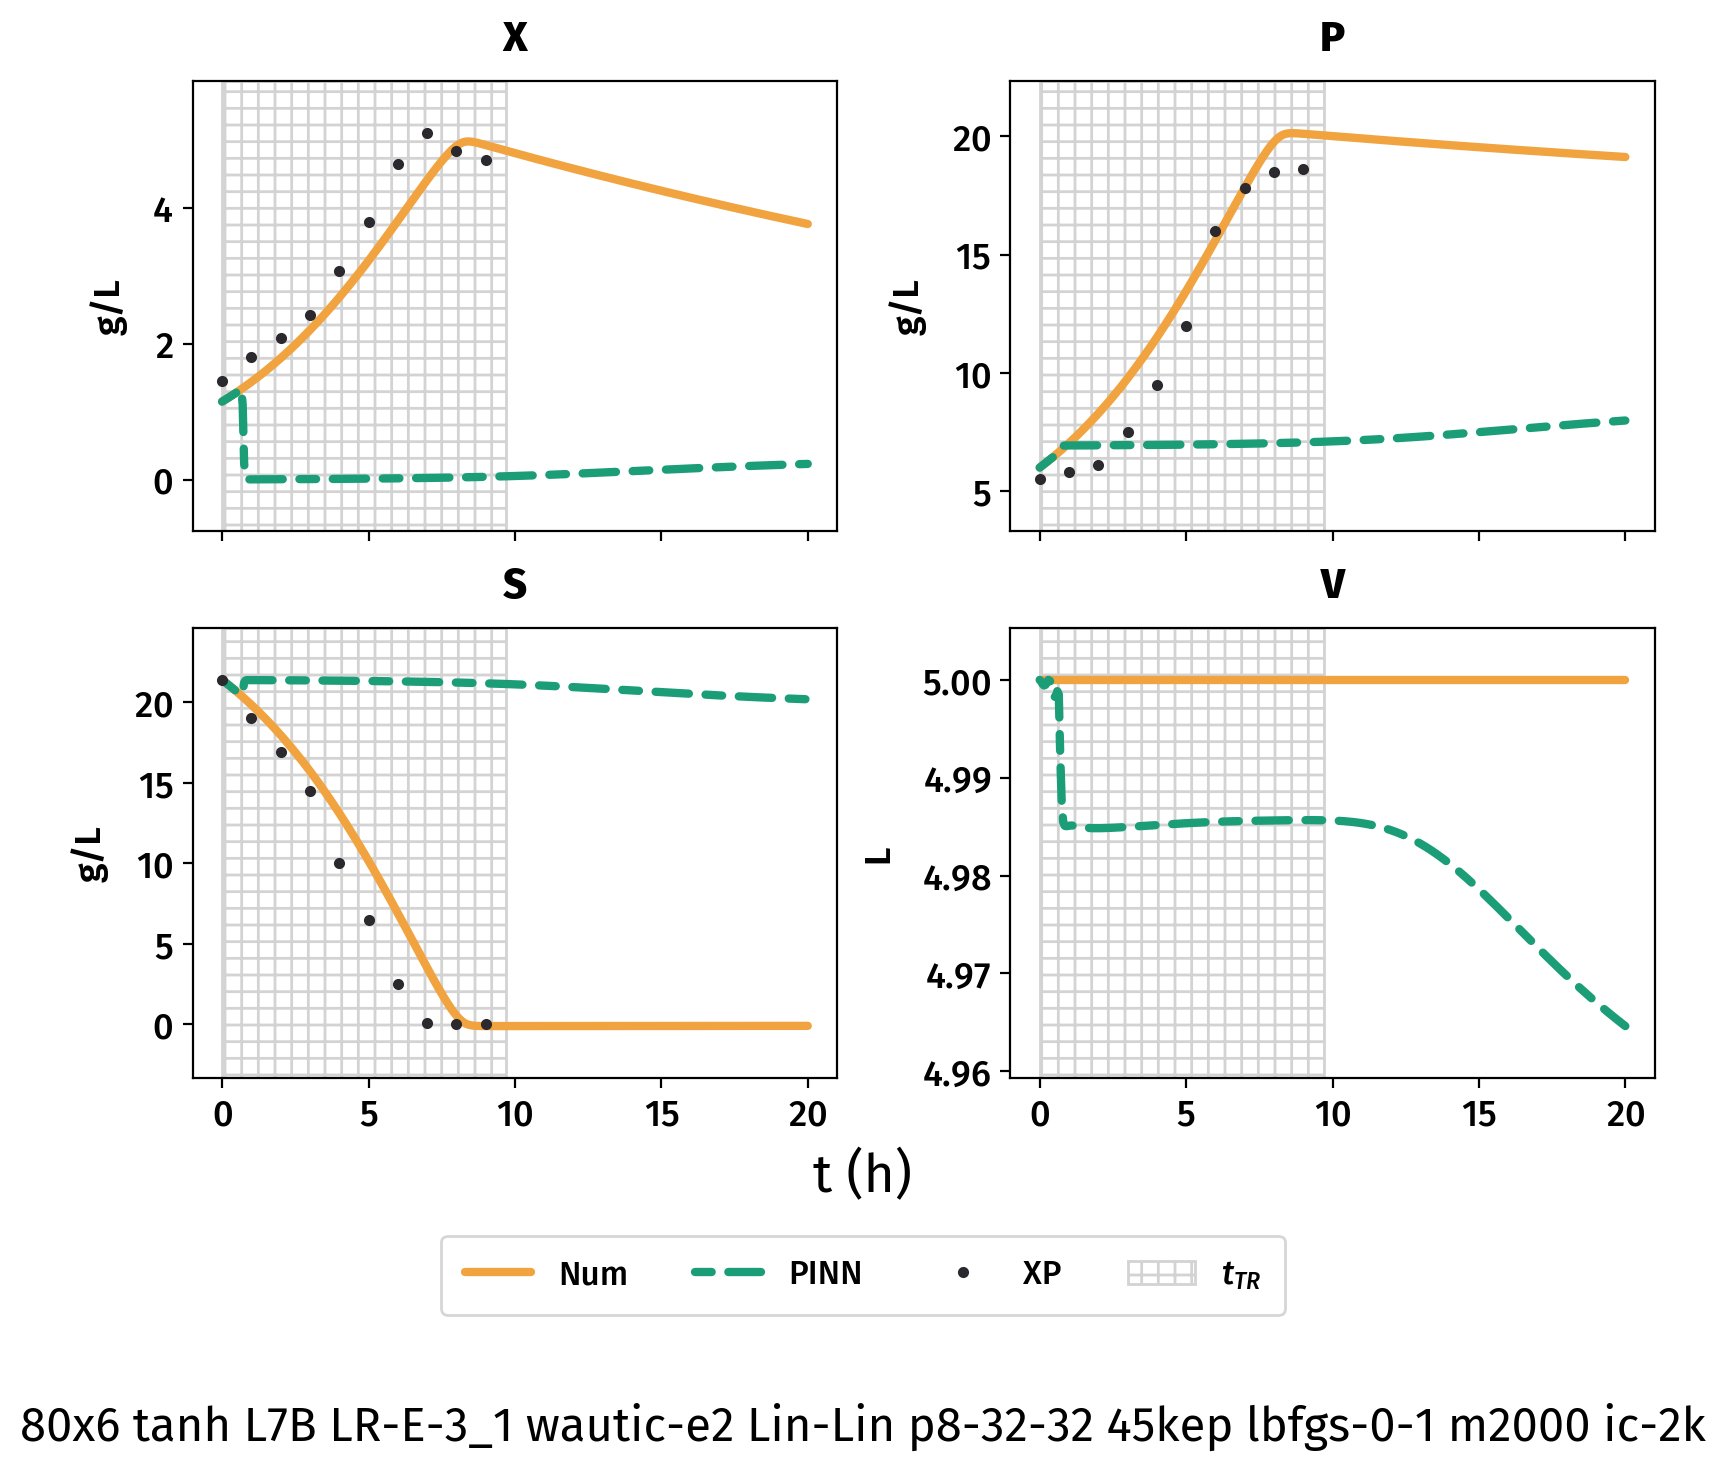 X
P
4
2
0
g/L
20
15
10
5
g/L
S
V
20
15
10
5
0
g/L
5.00
4.99
4.98
4.97
4.96
L
0 5 10 15 20
0 5 10 15 20
t (h)
Num PINN XP tTR
80x6 tanh L7B LR-E-3_1 wautic-e2 Lin-Lin p8-32-32 45kep lbfgs-0-1 m2000 ic-2k